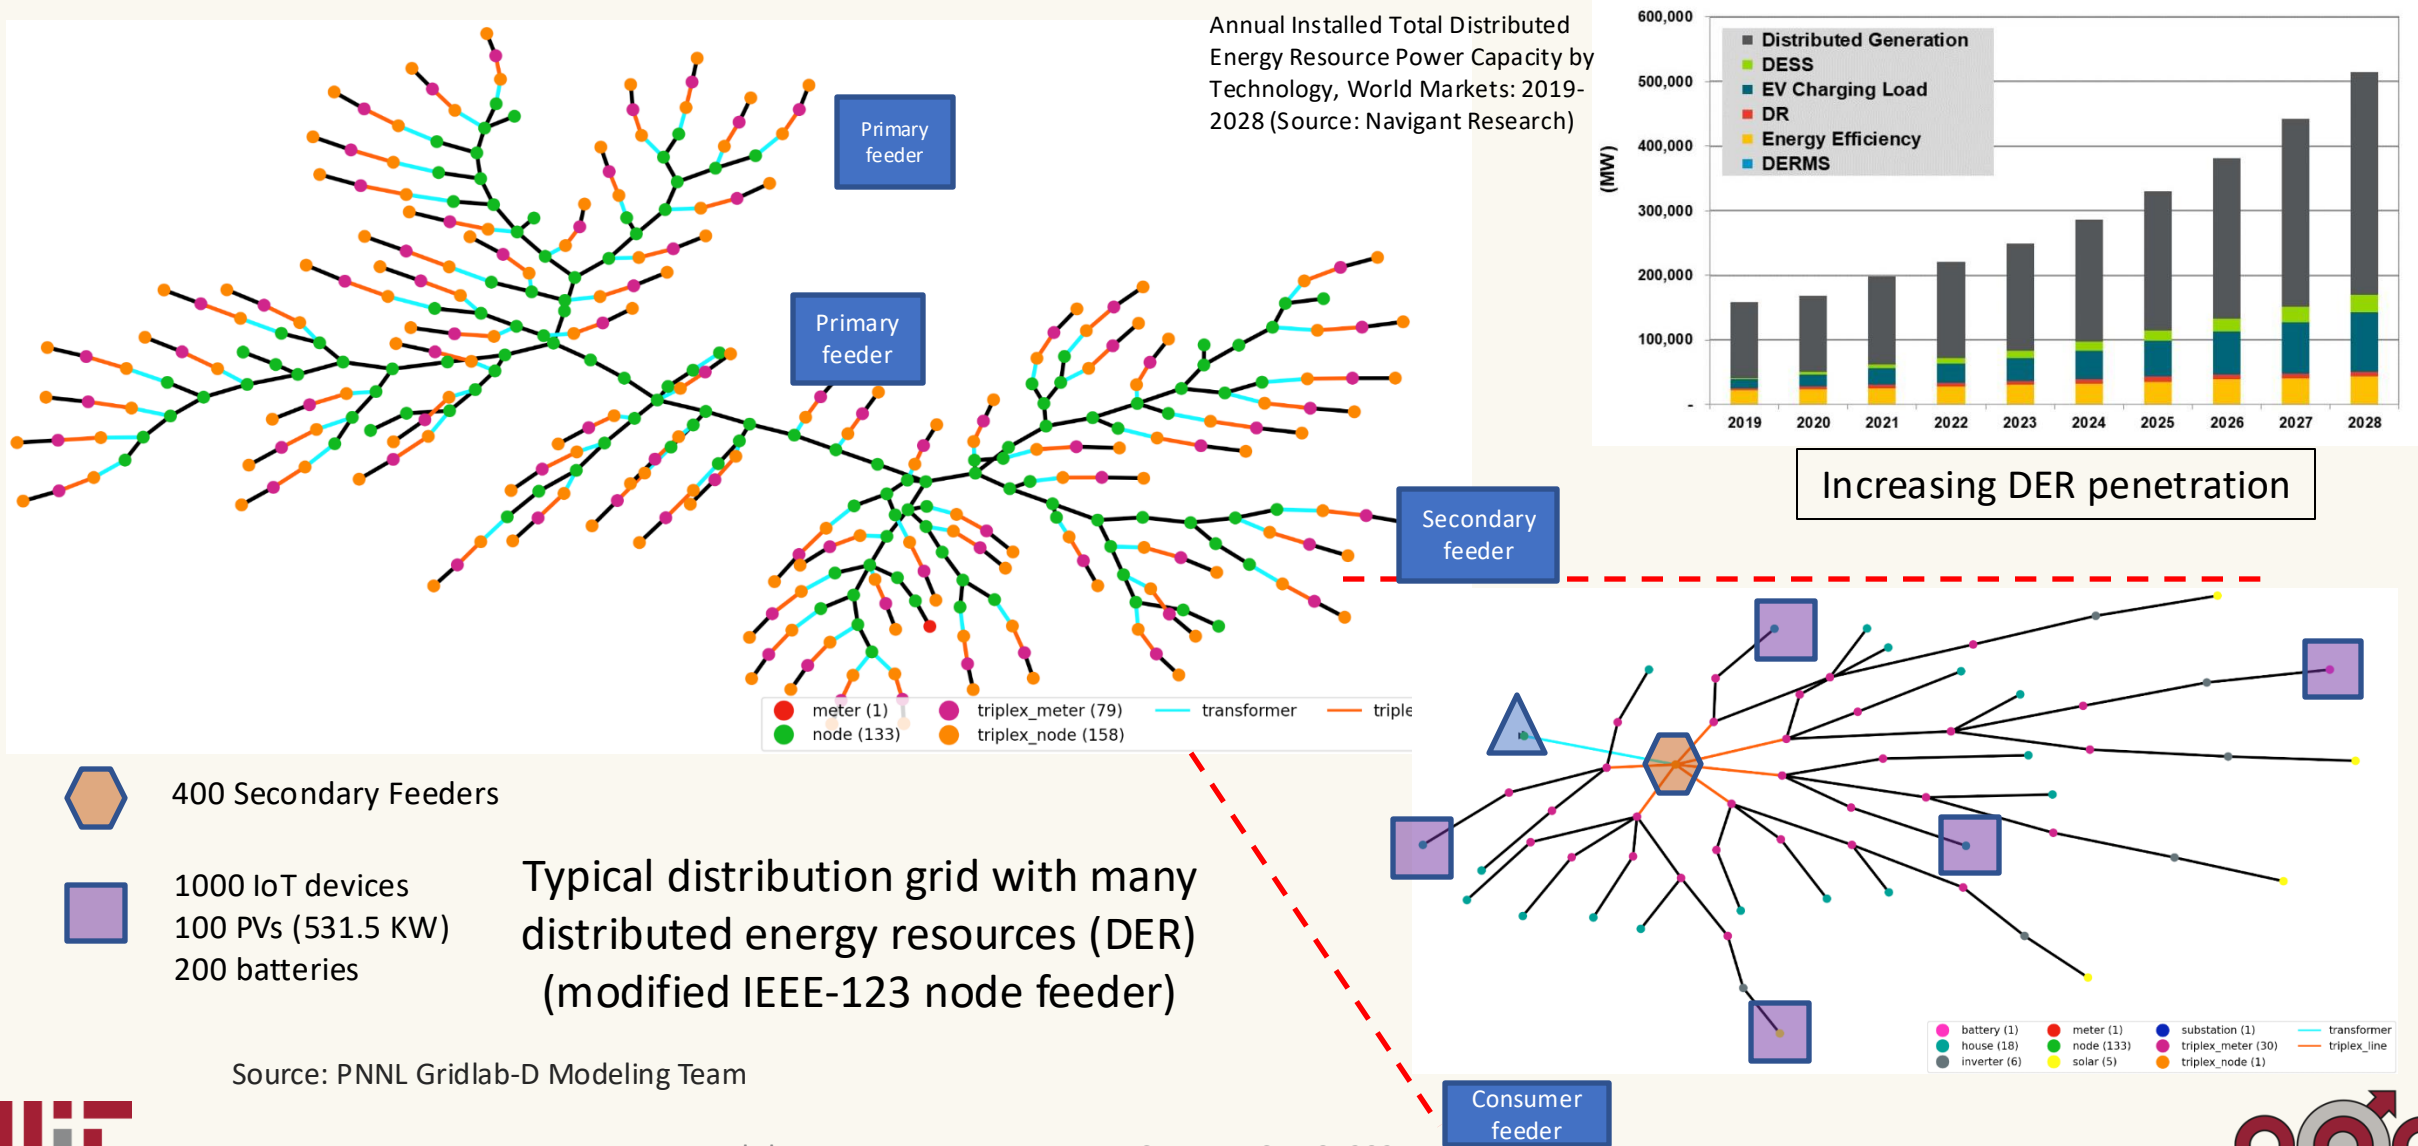 Annual Installed Total Distributed
Energy Resource Power Capacity by
Technology, World Markets: 2019-
2028 (Source: Navigant Research)
Primary
feeder
Primary
feeder
Secondary
feeder
600,000
500,000
400,000
300,000
200,000
100,000
-
(MW)
Distributed Generation
DESS
EV Charging Load
DR
Energy Efficiency
DERMS
2019 2020 2021 2022 2023 2024 2025 2026 2027 2028
Increasing DER penetration
meter (1)
node (133)
triplex_meter (79)
triplex_node (158)
transformer
triple
400 Secondary Feeders
1000 IoT devices
100 PVs (531.5 KW)
200 batteries
Typical distribution grid with many
distributed energy resources (DER)
(modified IEEE-123 node feeder)
Source: PNNL Gridlab-D Modeling Team
battery (1)
house (18)
inverter (6)
meter (1)
node (133)
solar (5)
substation (1)
triplex_meter (30)
triplex_node (1)
transformer
triplex_line
Consumer
feeder